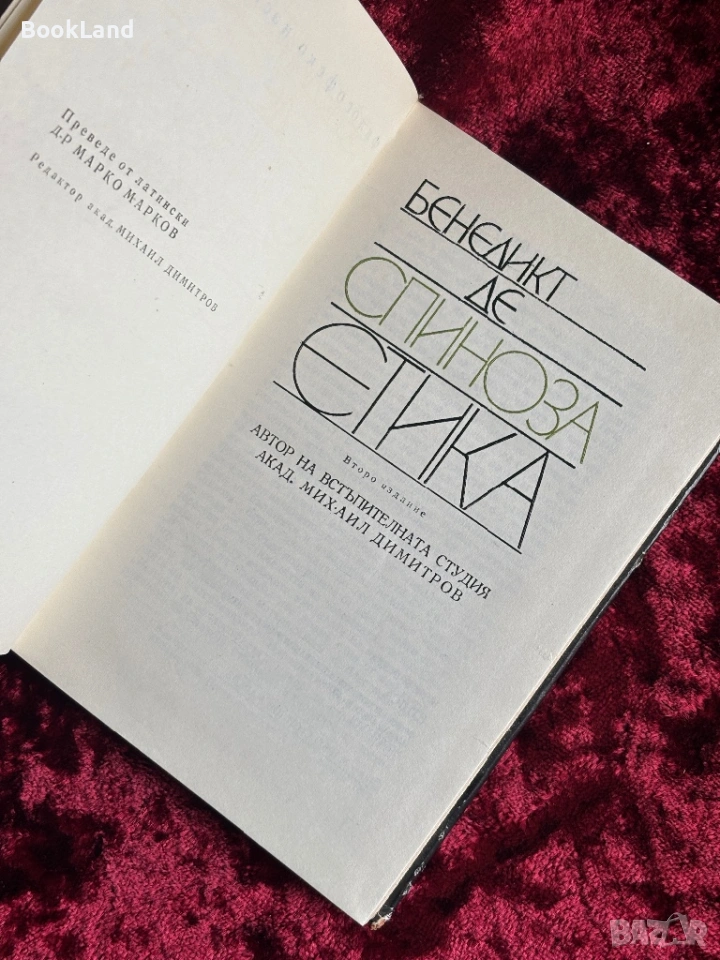 BookLand
Преведе от латински
Д-Р МАРКО МАРКОВ
Редактор акад. МИХАИЛ ДИМИТРОВ
БЕНЕДИКТ
ДЕ
СПИНОЗА
ЕТИКА
Второ издание
АВТОР НА ВСТЪПИТЕЛНАТА СТУДИЯ
АКАД. МИХАИЛ ДИМИТРОВ
BAZAR